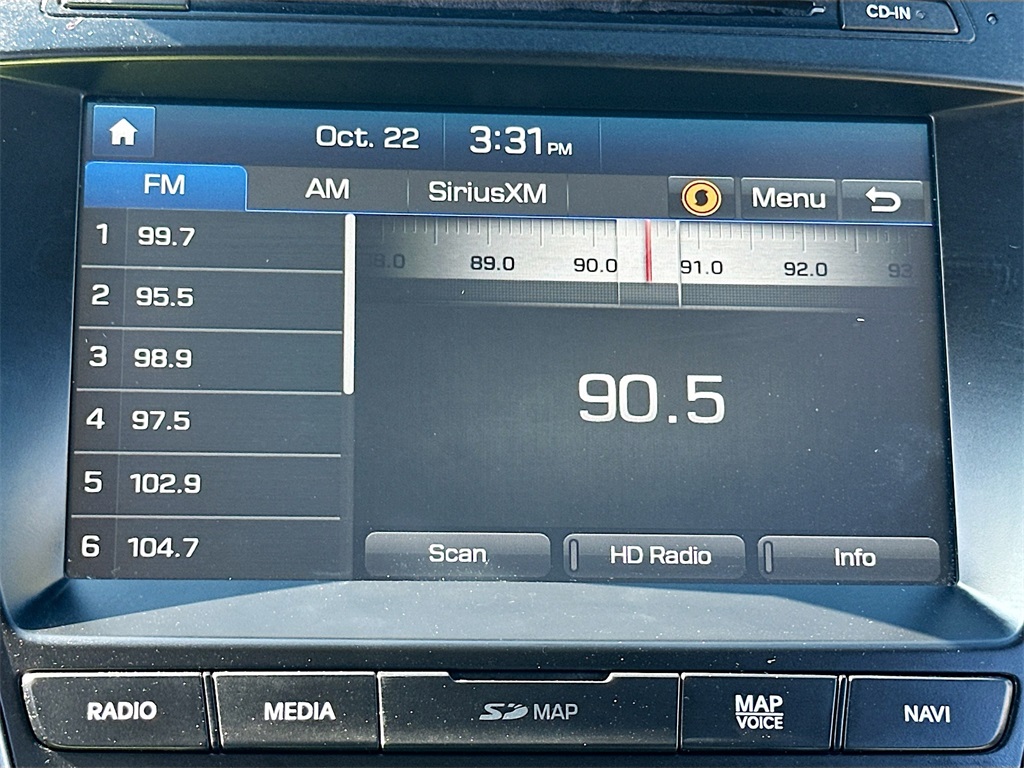 CD-IN
Oct. 22 3:31 PM
FM AM SiriusXM Menu
1 99.7
2 95.5
3 98.9
4 97.5
5 102.9
6 104.7
89.0 90.0 91.0 92.0 93
90.5
Scan HD Radio Info
RADIO MEDIA SD MAP MAP VOICE NAVI